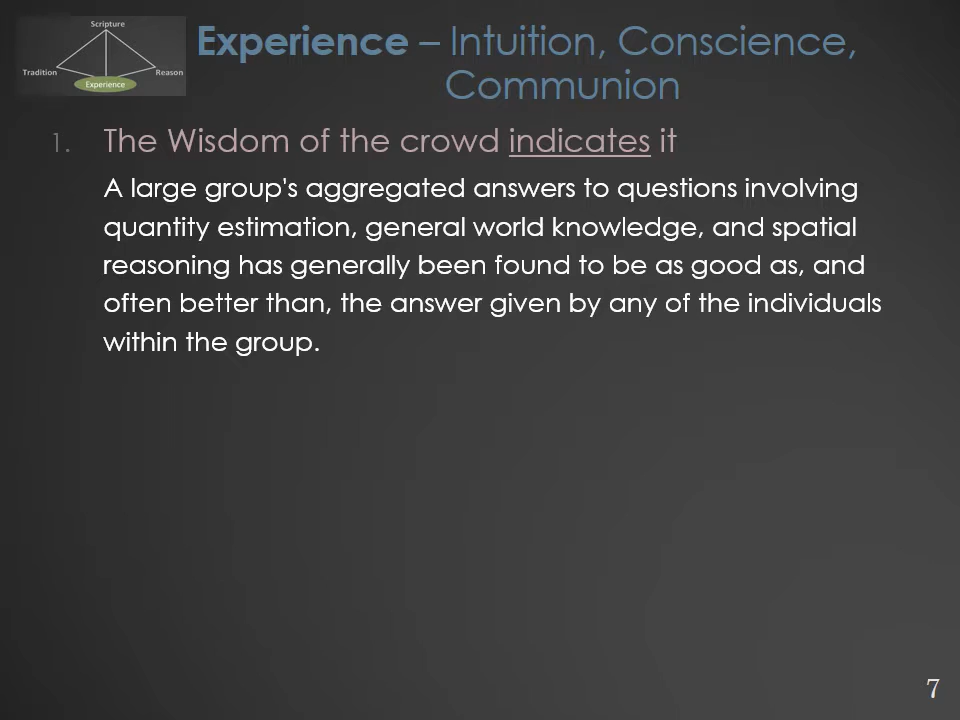 Scripture
Tradition
Reason
Experience
Experience – Intuition, Conscience,
Communion
1. The Wisdom of the crowd indicates it
A large group's aggregated answers to questions involving
quantity estimation, general world knowledge, and spatial
reasoning has generally been found to be as good as, and
often better than, the answer given by any of the individuals
within the group.
7